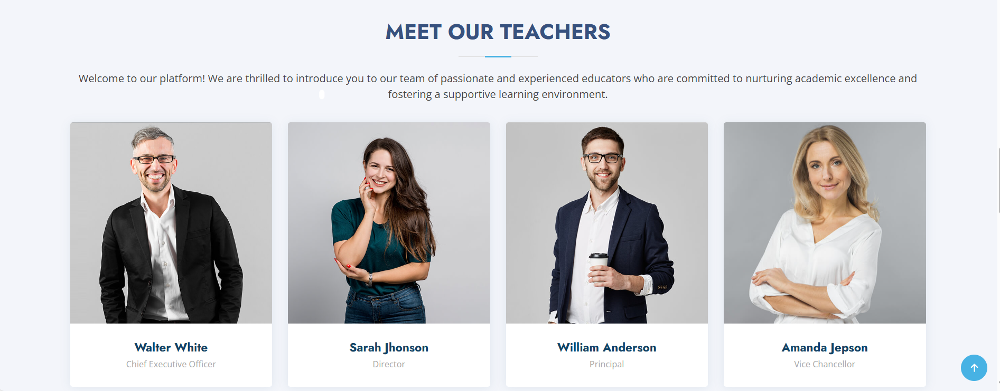 MEET OUR TEACHERS
Welcome to our platform! We are thrilled to introduce you to our team of passionate and experienced educators who are committed to nurturing academic excellence and
fostering a supportive learning environment.
Walter White
Chief Executive Officer
Sarah Jhonson
Director
William Anderson
Principal
Amanda Jepson
Vice Chancellor